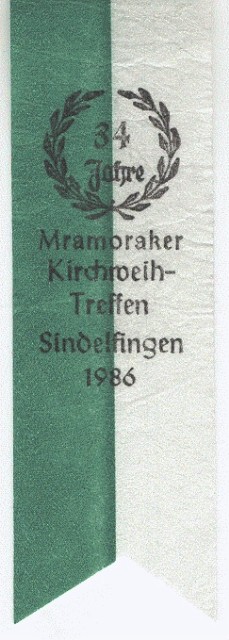 34
Jahre
Mramoraker
Kirchweih-
Treffen
Sindelfingen
1986